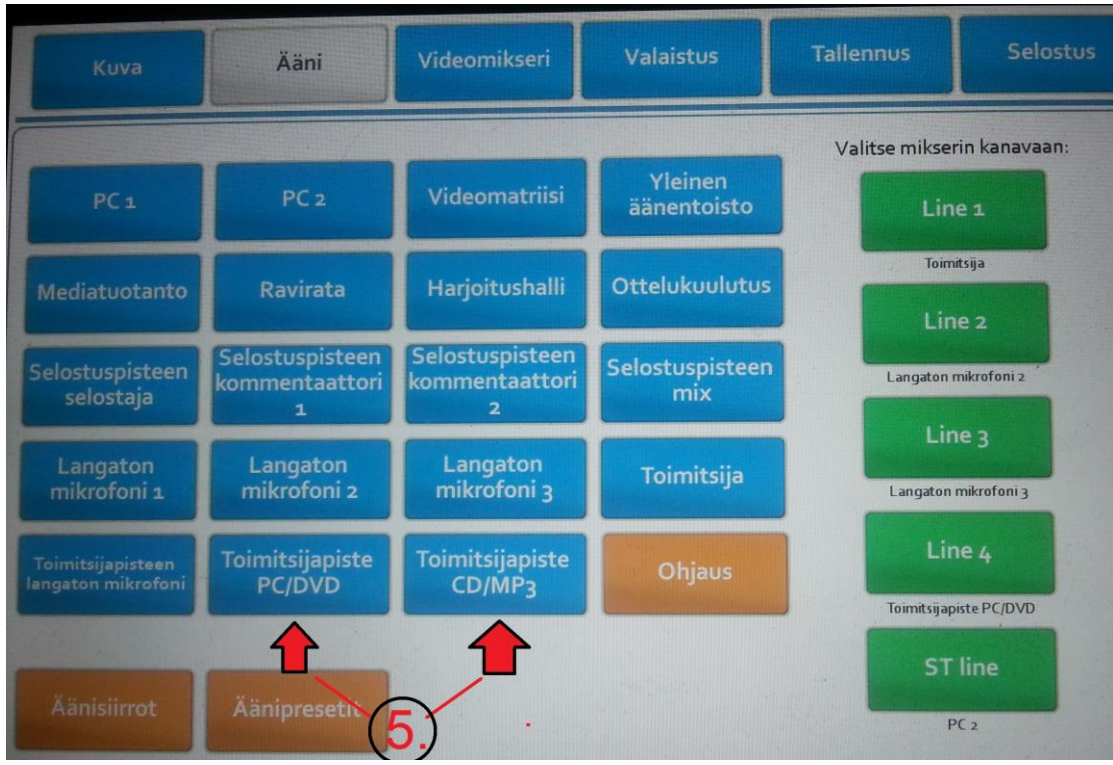 Kuva
Ääni
Videomikseri
Valaistus
Tallennus
Selostus
Valitse mikserin kanavaan:
PC 1
PC 2
Videomatriisi
Yleinen
äänentoisto
Line 1
Toimitsija
Mediatuotanto
Ravirata
Harjoitushalli
Ottelukuulutus
Line 2
Langaton mikrofoni 2
Selostuspisteen
selostaja
Selostuspisteen
kommentaattori
1
Selostuspisteen
kommentaattori
2
Selostuspisteen
mix
Line 3
Langaton mikrofoni 3
Langaton
mikrofoni 1
Langaton
mikrofoni 2
Langaton
mikrofoni 3
Toimitsija
Line 4
Toimitsijapiste PC/DVD
Toimitsijapisteen
langaton mikrofoni
Toimitsijapiste
PC/DVD
Toimitsijapiste
CD/MP3
Ohjaus
ST line
PC 2
Äänisiirrot
Äänipresetit
5.